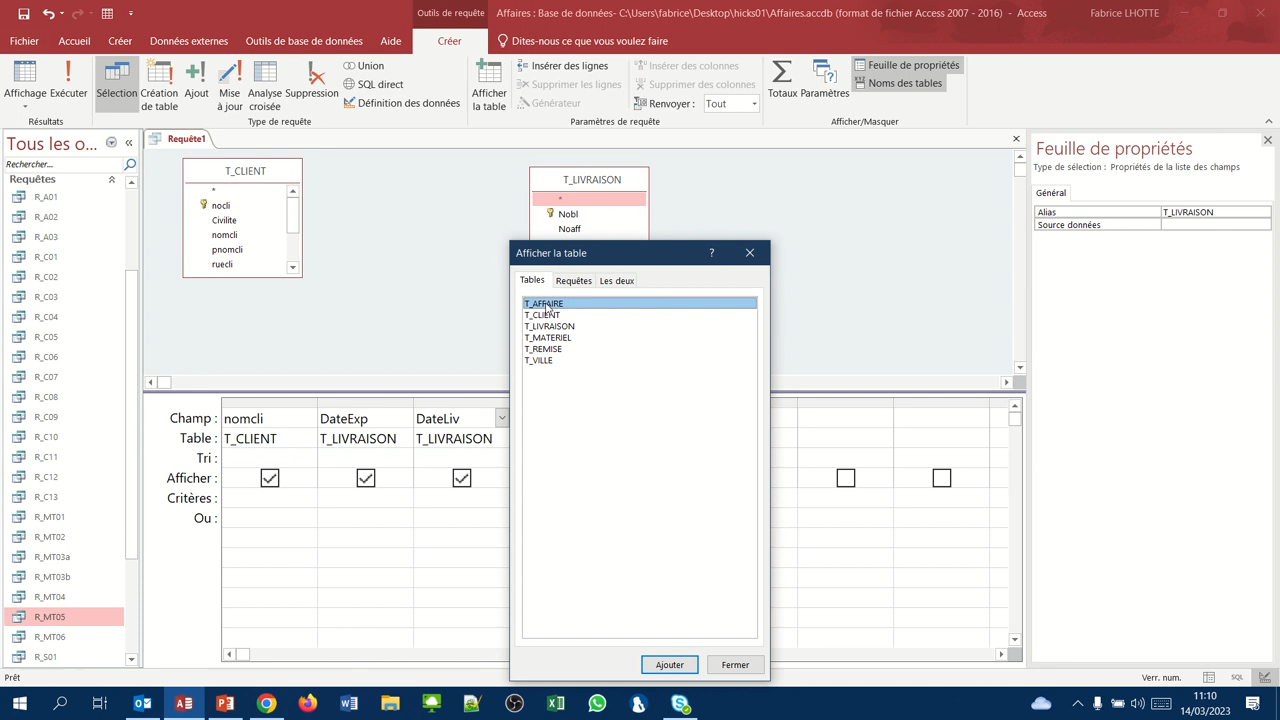 Outils de requête
Affaires : Base de données- C:\Users\fabrice\Desktop\hicks01\Affaires.accdb (format de fichier Access 2007 - 2016) - Access
Fabrice LHOTTE
Fichier
Accueil
Créer
Données externes
Outils de base de données
Aide
Créer
Dites-nous ce que vous voulez faire
Affichage
Exécuter
Résultats
Sélection
Création de table
Ajout
Mise à jour
Analyse croisée
Suppression
Union
SQL direct
Définition des données
Type de requête
Afficher la table
Insérer des lignes
Supprimer les lignes
Générateur
Insérer des colonnes
Supprimer des colonnes
Renvoyer :
Tout
Paramètres de requête
Totaux
Paramètres
Feuille de propriétés
Noms des tables
Afficher/Masquer
Tous les o...
Rechercher...
Requêtes
R_A01
R_A02
R_A03
R_C01
R_C02
R_C03
R_C04
R_C05
R_C06
R_C07
R_C08
R_C09
R_C10
R_C11
R_C12
R_C13
R_MT01
R_MT02
R_MT03a
R_MT03b
R_MT04
R_MT05
R_MT06
R_S01
Requête1
T_CLIENT
*
nocli
Civilite
nomcli
pnomcli
ruecli
T_LIVRAISON
*
Nobl
Noaff
Afficher la table
?
Tables
Requêtes
Les deux
T_AFFAIRE
T_CLIENT
T_LIVRAISON
T_MATERIEL
T_REMISE
T_VILLE
Ajouter
Fermer
Champ : nomcli DateExp DateLiv
Table : T_CLIENT T_LIVRAISON T_LIVRAISON
Tri :
Afficher :
Critères :
Ou :
Feuille de propriétés
Type de sélection : Propriétés de la liste des champs
Général
Alias T_LIVRAISON
Source données
Prêt
Verr. num.
SQL
11:10
14/03/2023